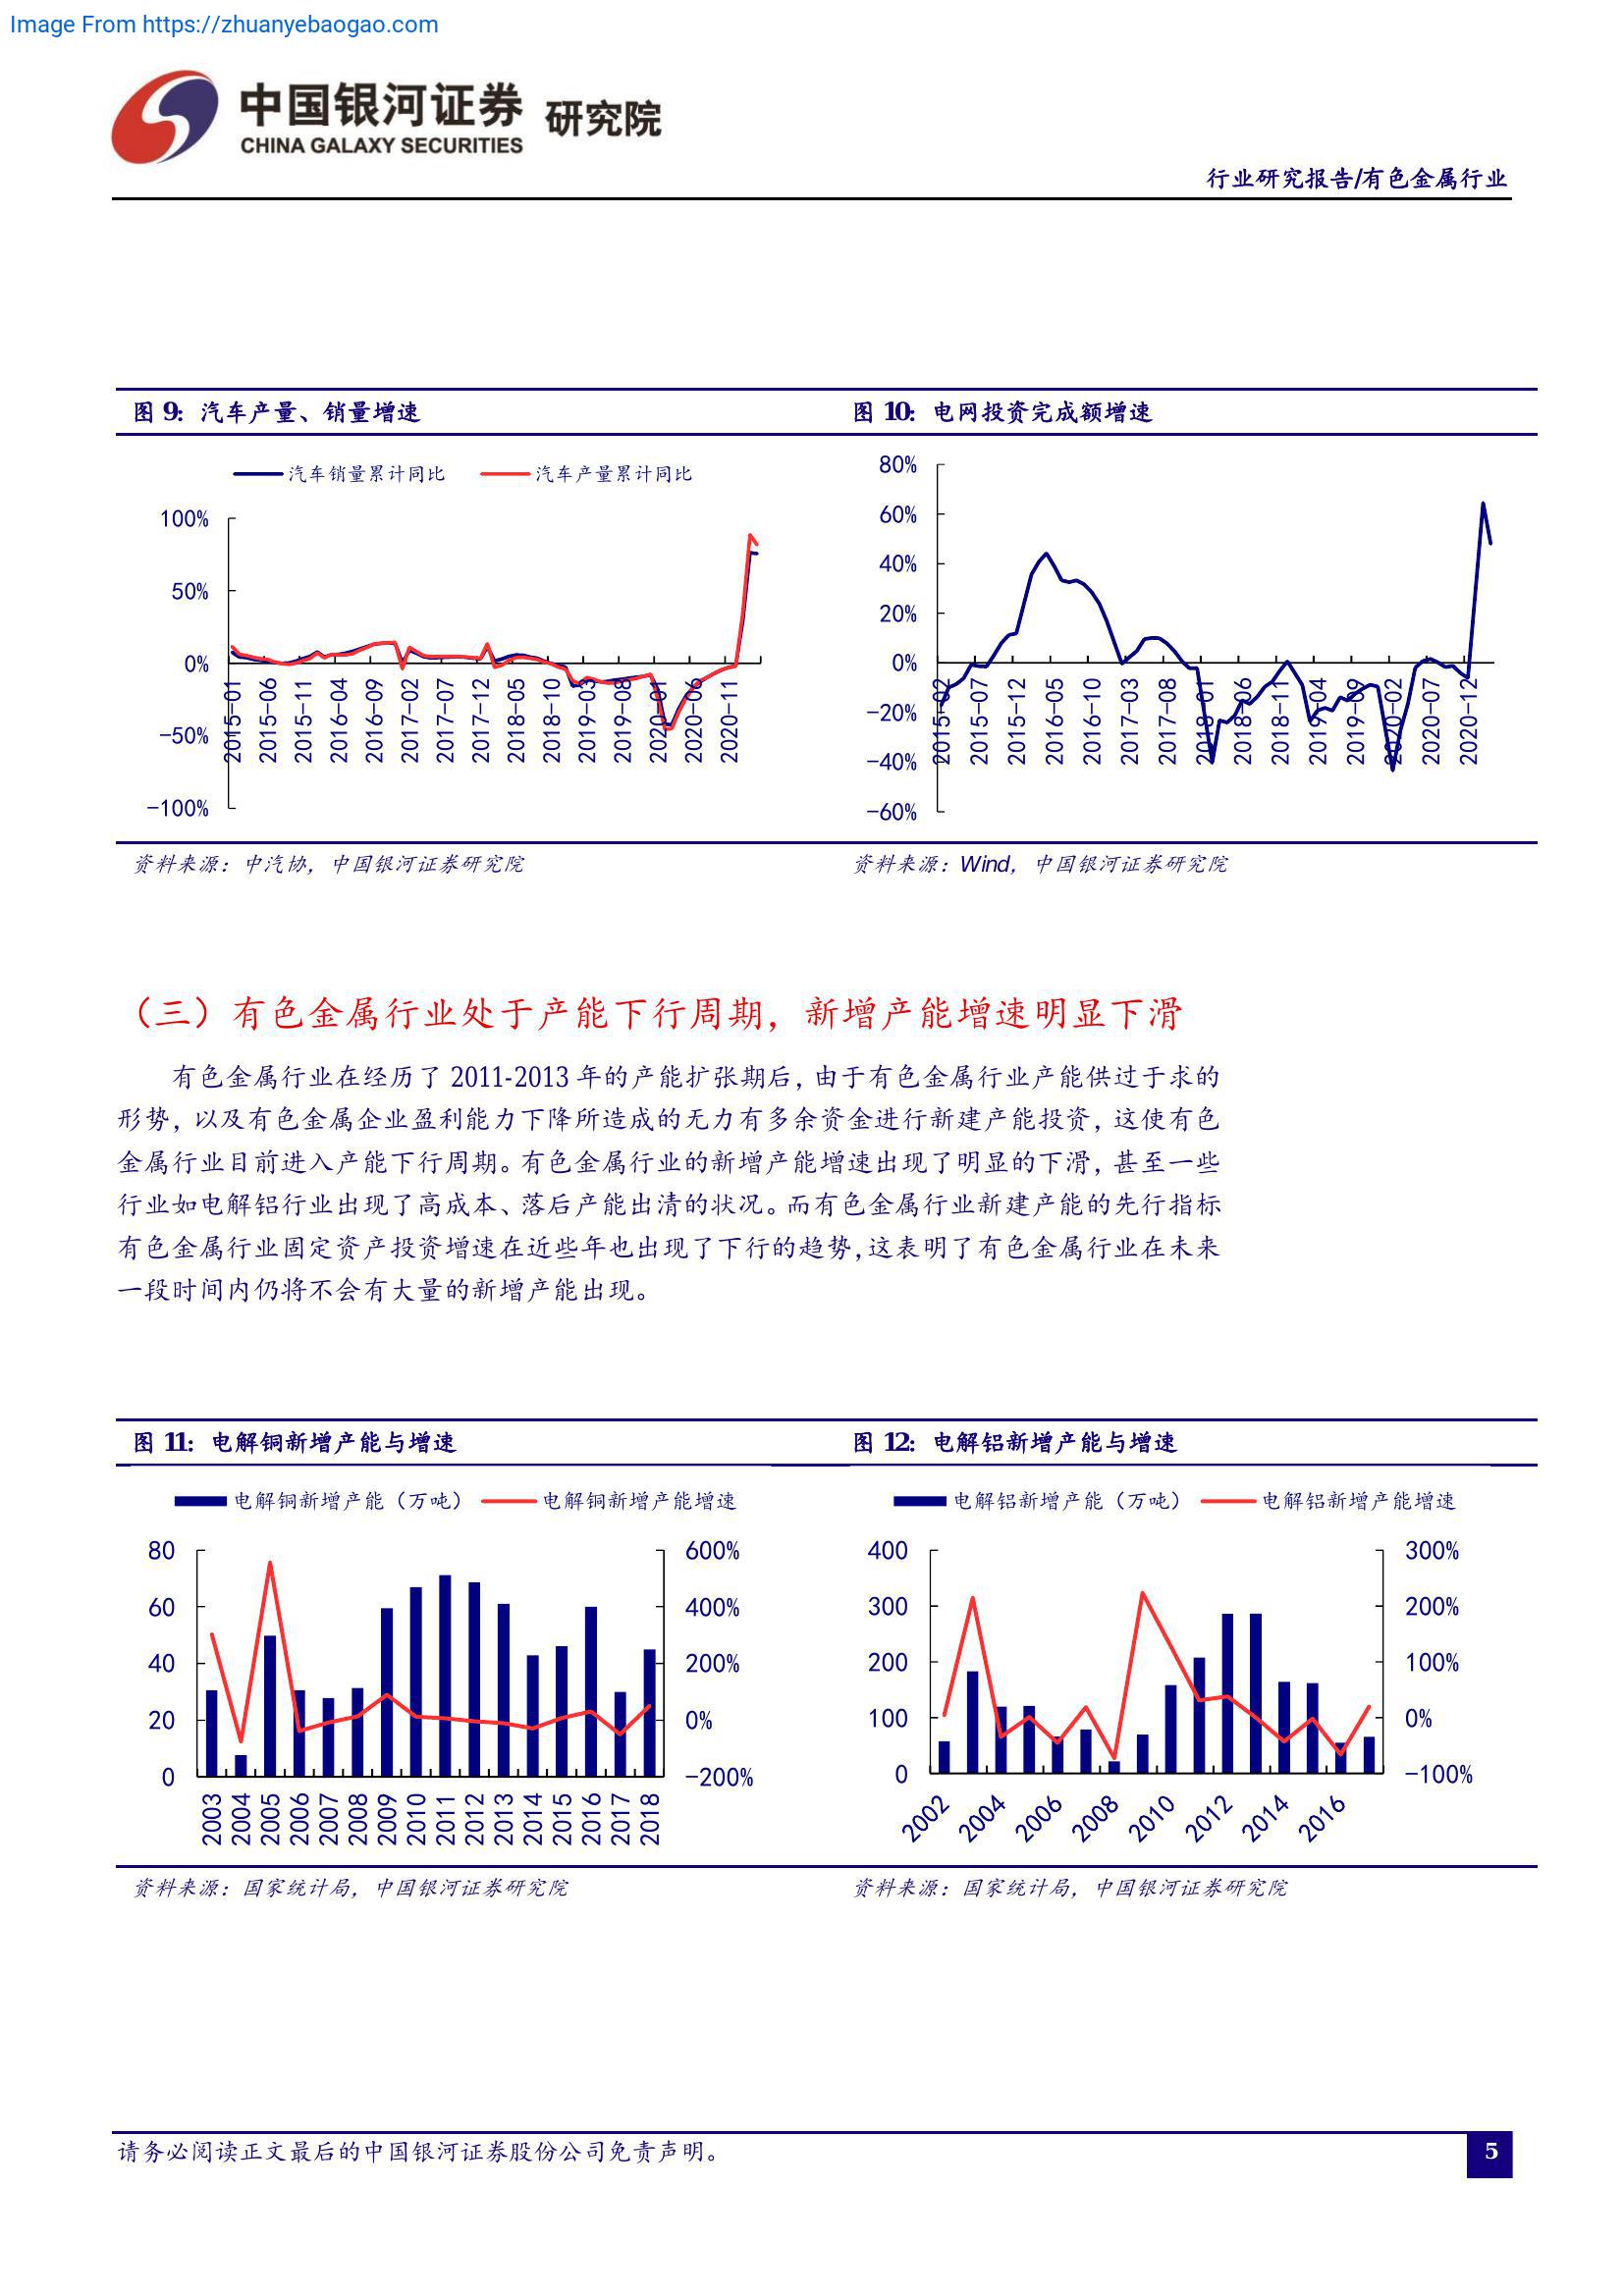 Image From https://zhuanyebaogao.com
中国银河证券 研究院
CHINA GALAXY SECURITIES
行业研究报告/有色金属行业
图 9: 汽车产量、销量增速
图 10: 电网投资完成额增速
汽车销量累计同比 汽车产量累计同比
100%
50%
0%
-50%
-100%
2015-01 2015-06 2015-11 2016-04 2016-09 2017-02 2017-07 2017-12 2018-05 2018-10 2019-03 2019-08 2020-01 2020-06 2020-11
80%
60%
40%
20%
0%
-20%
-40%
-60%
2015-02 2015-07 2015-12 2016-05 2016-10 2017-03 2017-08 2018-01 2018-06 2018-11 2019-04 2019-09 2020-02 2020-07 2020-12
资料来源：中汽协，中国银河证券研究院
资料来源：Wind，中国银河证券研究院
（三）有色金属行业处于产能下行周期，新增产能增速明显下滑
有色金属行业在经历了 2011-2013 年的产能扩张期后，由于有色金属行业产能供过于求的
形势，以及有色金属企业盈利能力下降所造成的无力有多余资金进行新建产能投资，这使有色
金属行业目前进入产能下行周期。有色金属行业的新增产能增速出现了明显的下滑，甚至一些
行业如电解铝行业出现了高成本、落后产能出清的状况。而有色金属行业新建产能的先行指标
有色金属行业固定资产投资增速在近些年也出现了下行的趋势，这表明了有色金属行业在未来
一段时间内仍将不会有大量的新增产能出现。
图 11: 电解铜新增产能与增速
图 12: 电解铝新增产能与增速
电解铜新增产能（万吨） 电解铜新增产能增速
80
60
40
20
0
600%
400%
200%
0%
-200%
2003 2004 2005 2006 2007 2008 2009 2010 2011 2012 2013 2014 2015 2016 2017 2018
电解铝新增产能（万吨） 电解铝新增产能增速
400
300
200
100
0
300%
200%
100%
0%
-100%
2002 2004 2006 2008 2010 2012 2014 2016
资料来源：国家统计局，中国银河证券研究院
资料来源：国家统计局，中国银河证券研究院
请务必阅读正文最后的中国银河证券股份公司免责声明。
5